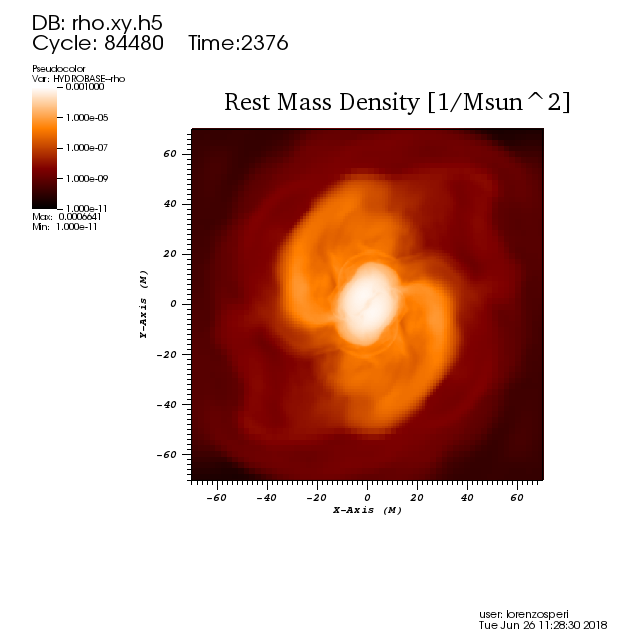 DB: rho.xy.h5
Cycle: 84480 Time:2376
Pseudocolor
Var: HYDROBASE--rho
0.001000
1.000e-05
1.000e-07
1.000e-09
1.000e-11
Max: 0.0006641
Min: 1.000e-11
Rest Mass Density [1/Msun^2]
60
40
20
0
-20
-40
-60
Y-Axis (M)
-60 -40 -20 0 20 40 60
X-Axis (M)
user: lorenzosperi
Tue Jun 26 11:28:30 2018